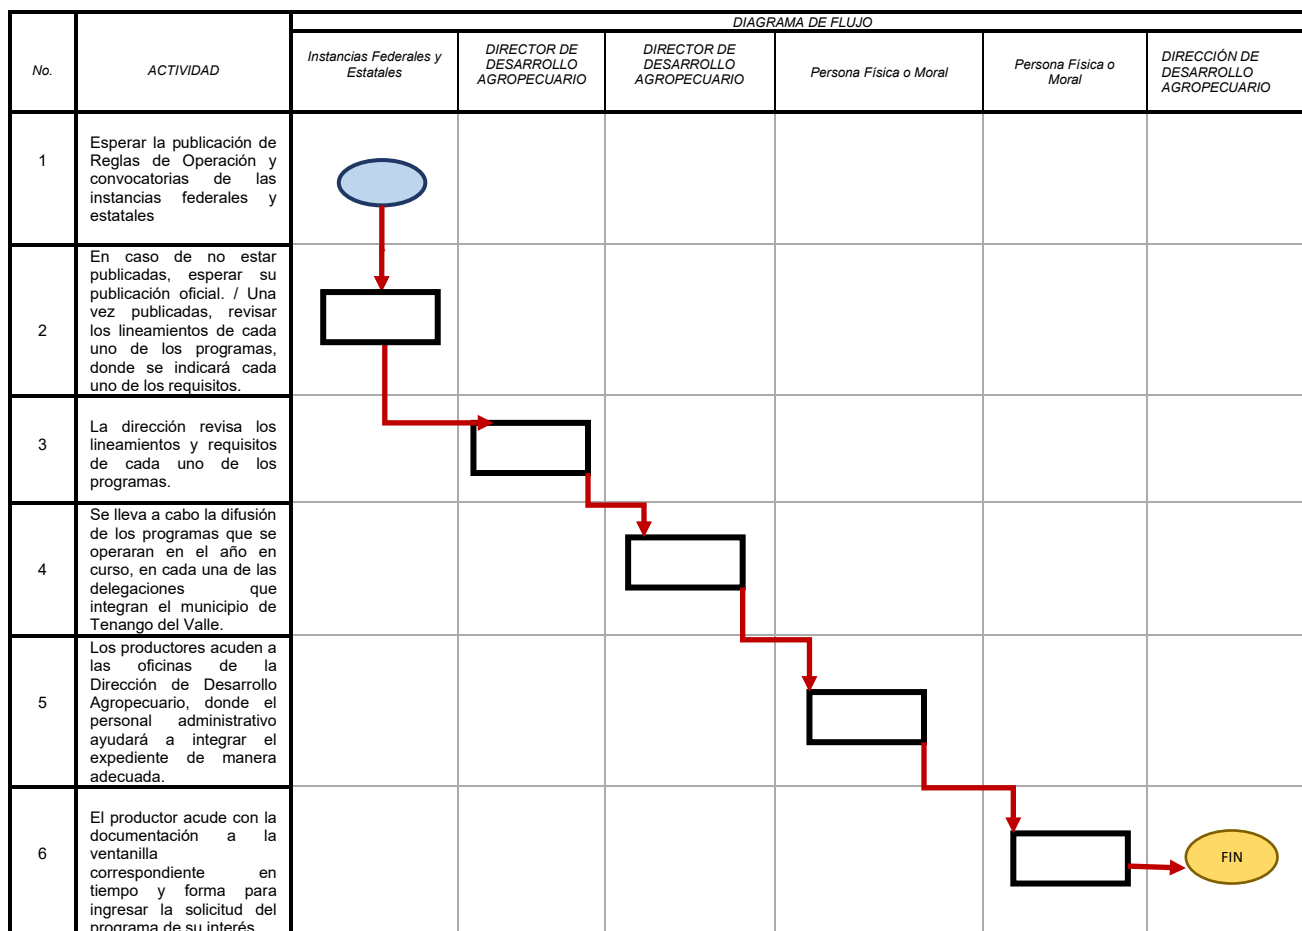 DIAGRAMA DE FLUJO
No.
ACTIVIDAD
Instancias Federales y
Estatales
DIRECTOR DE
DESARROLLO
AGROPECUARIO
DIRECTOR DE
DESARROLLO
AGROPECUARIO
Persona Física o Moral
Persona Física o
Moral
DIRECCIÓN DE
DESARROLLO
AGROPECUARIO
1
Esperar la publicación de
Reglas de Operación y
convocatorias de las
instancias federales y
estatales
2
En caso de no estar
publicadas, esperar su
publicación oficial. / Una
vez publicadas, revisar
los lineamientos de cada
uno de los programas,
donde se indicará cada
uno de los requisitos.
3
La dirección revisa los
lineamientos y requisitos
de cada uno de los
programas.
4
Se lleva a cabo la difusión
de los programas que se
operaran en el año en
curso, en cada una de las
delegaciones que
integran el municipio de
Tenango del Valle.
5
Los productores acuden a
las oficinas de la
Dirección de Desarrollo
Agropecuario, donde el
personal administrativo
ayudará a integrar el
expediente de manera
adecuada.
6
El productor acude con la
documentación a la
ventanilla
correspondiente en
tiempo y forma para
ingresar la solicitud del
programa de su interés
FIN